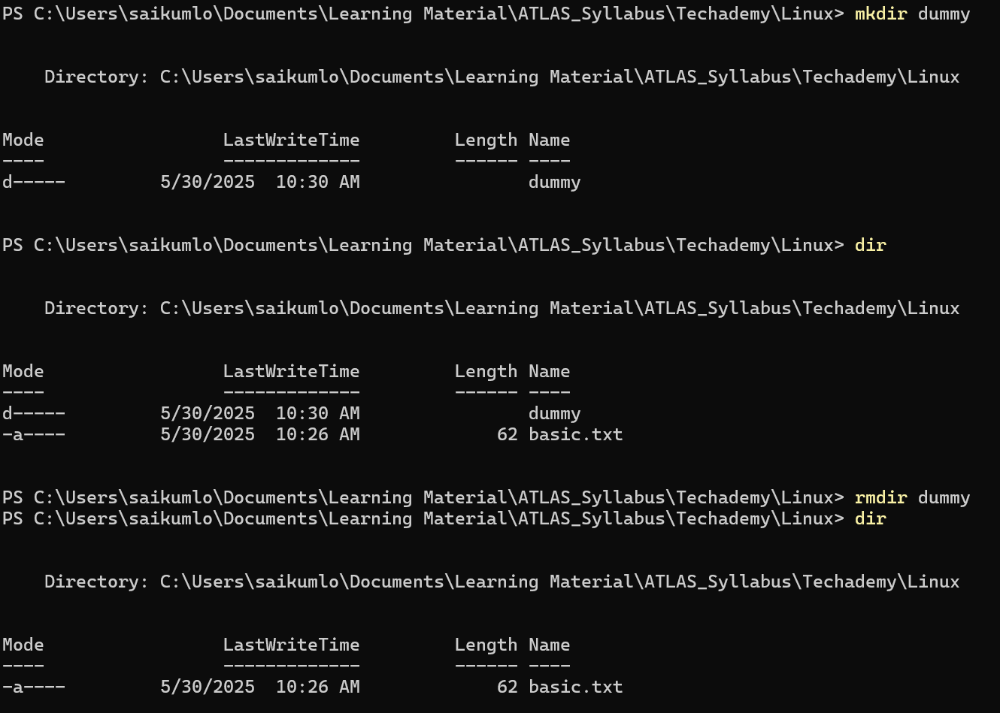 PS C:\Users\saikumlo\Documents\Learning Material\ATLAS_Syllabus\Techademy\Linux> mkdir dummy
Directory: C:\Users\saikumlo\Documents\Learning Material\ATLAS_Syllabus\Techademy\Linux
Mode                 LastWriteTime         Length Name
----                 -------------         ------ ----
d-----         5/30/2025  10:30 AM                dummy
PS C:\Users\saikumlo\Documents\Learning Material\ATLAS_Syllabus\Techademy\Linux> dir
Directory: C:\Users\saikumlo\Documents\Learning Material\ATLAS_Syllabus\Techademy\Linux
Mode                 LastWriteTime         Length Name
----                 -------------         ------ ----
d-----         5/30/2025  10:30 AM                dummy
-a----         5/30/2025  10:26 AM             62 basic.txt
PS C:\Users\saikumlo\Documents\Learning Material\ATLAS_Syllabus\Techademy\Linux> rmdir dummy
PS C:\Users\saikumlo\Documents\Learning Material\ATLAS_Syllabus\Techademy\Linux> dir
Directory: C:\Users\saikumlo\Documents\Learning Material\ATLAS_Syllabus\Techademy\Linux
Mode                 LastWriteTime         Length Name
----                 -------------         ------ ----
-a----         5/30/2025  10:26 AM             62 basic.txt